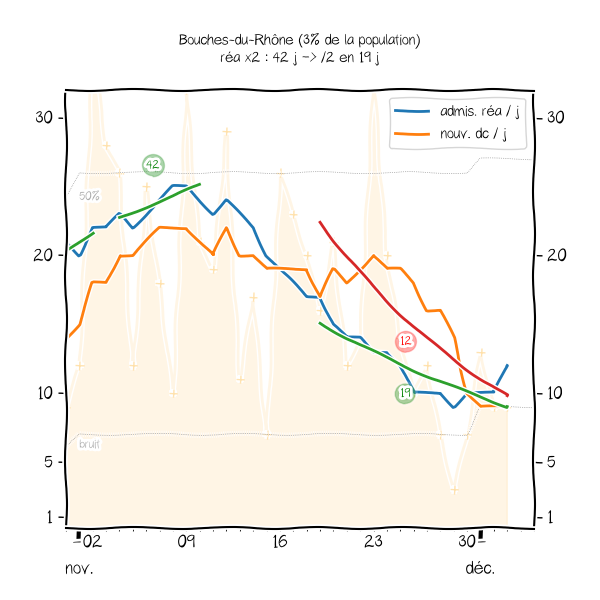 Bouches-du-Rhône (3% de la population)
réa x2 : 42 j -> /2 en 19 j
admis. réa / j
nouv. dc / j
30
30
42
50%
20
20
12
10
19
10
bruit
5
5
1
1
02
09
16
23
30
nov.
déc.